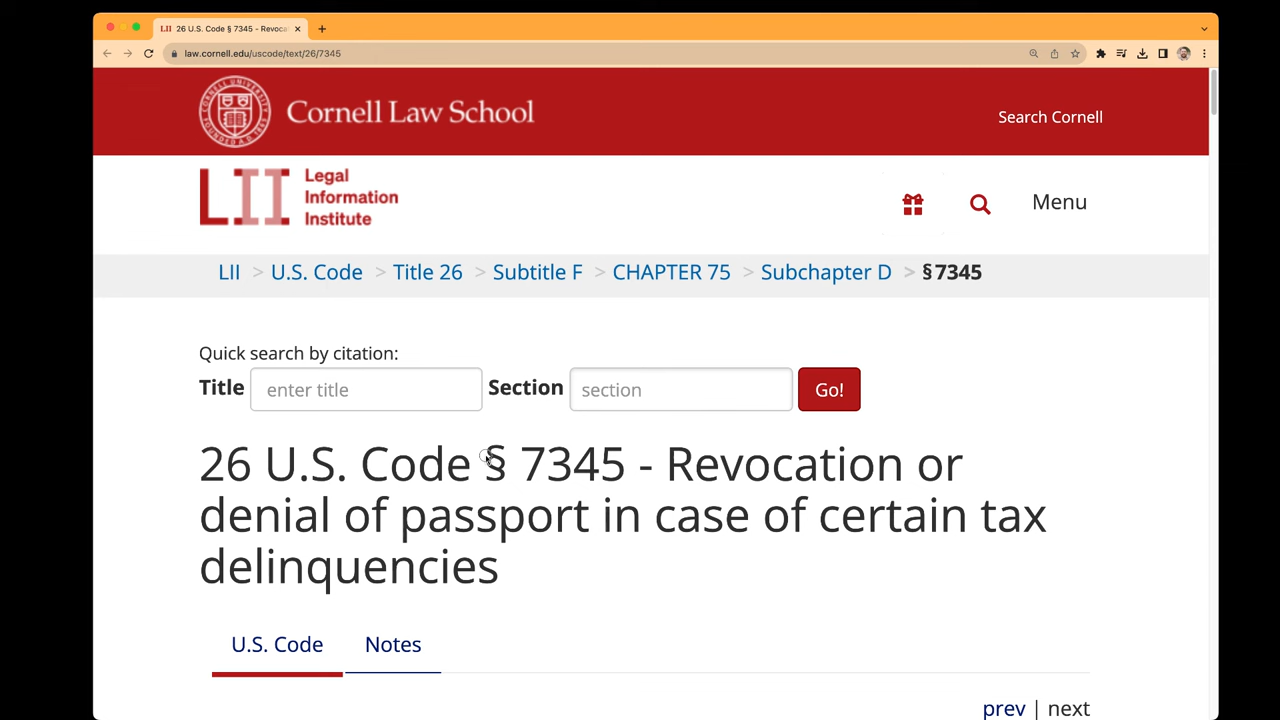 LII 26 U.S. Code § 7345 - Revoca
law.cornell.edu/uscode/text/26/7345
Cornell Law School
Search Cornell
LII Legal Information Institute
Menu
LII > U.S. Code > Title 26 > Subtitle F > CHAPTER 75 > Subchapter D > § 7345
Quick search by citation:
Title enter title Section section Go!
26 U.S. Code § 7345 - Revocation or
denial of passport in case of certain tax
delinquencies
U.S. Code Notes
prev | next